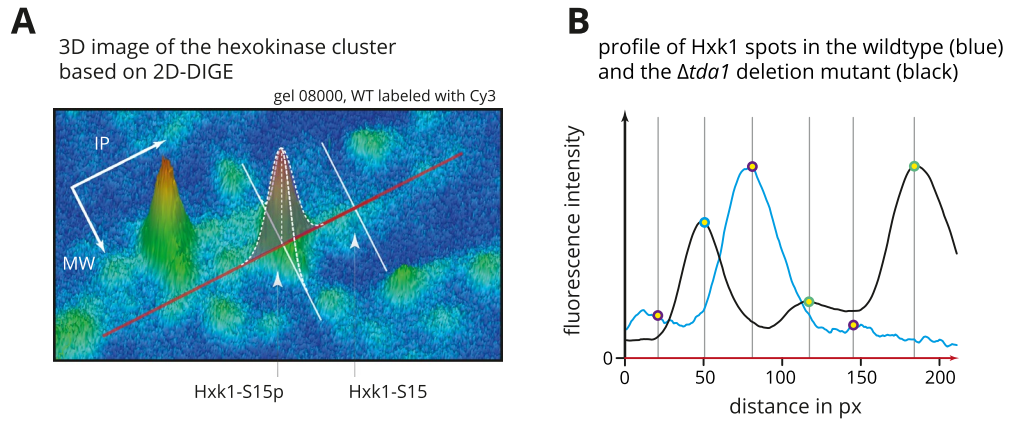 A
3D image of the hexokinase cluster
based on 2D-DIGE
gel 08000, WT labeled with Cy3
IP
MW
Hxk1-S15p
Hxk1-S15
B
profile of Hxk1 spots in the wildtype (blue)
and the Δtda1 deletion mutant (black)
fluorescence intensity
0
0
50
100
150
200
distance in px